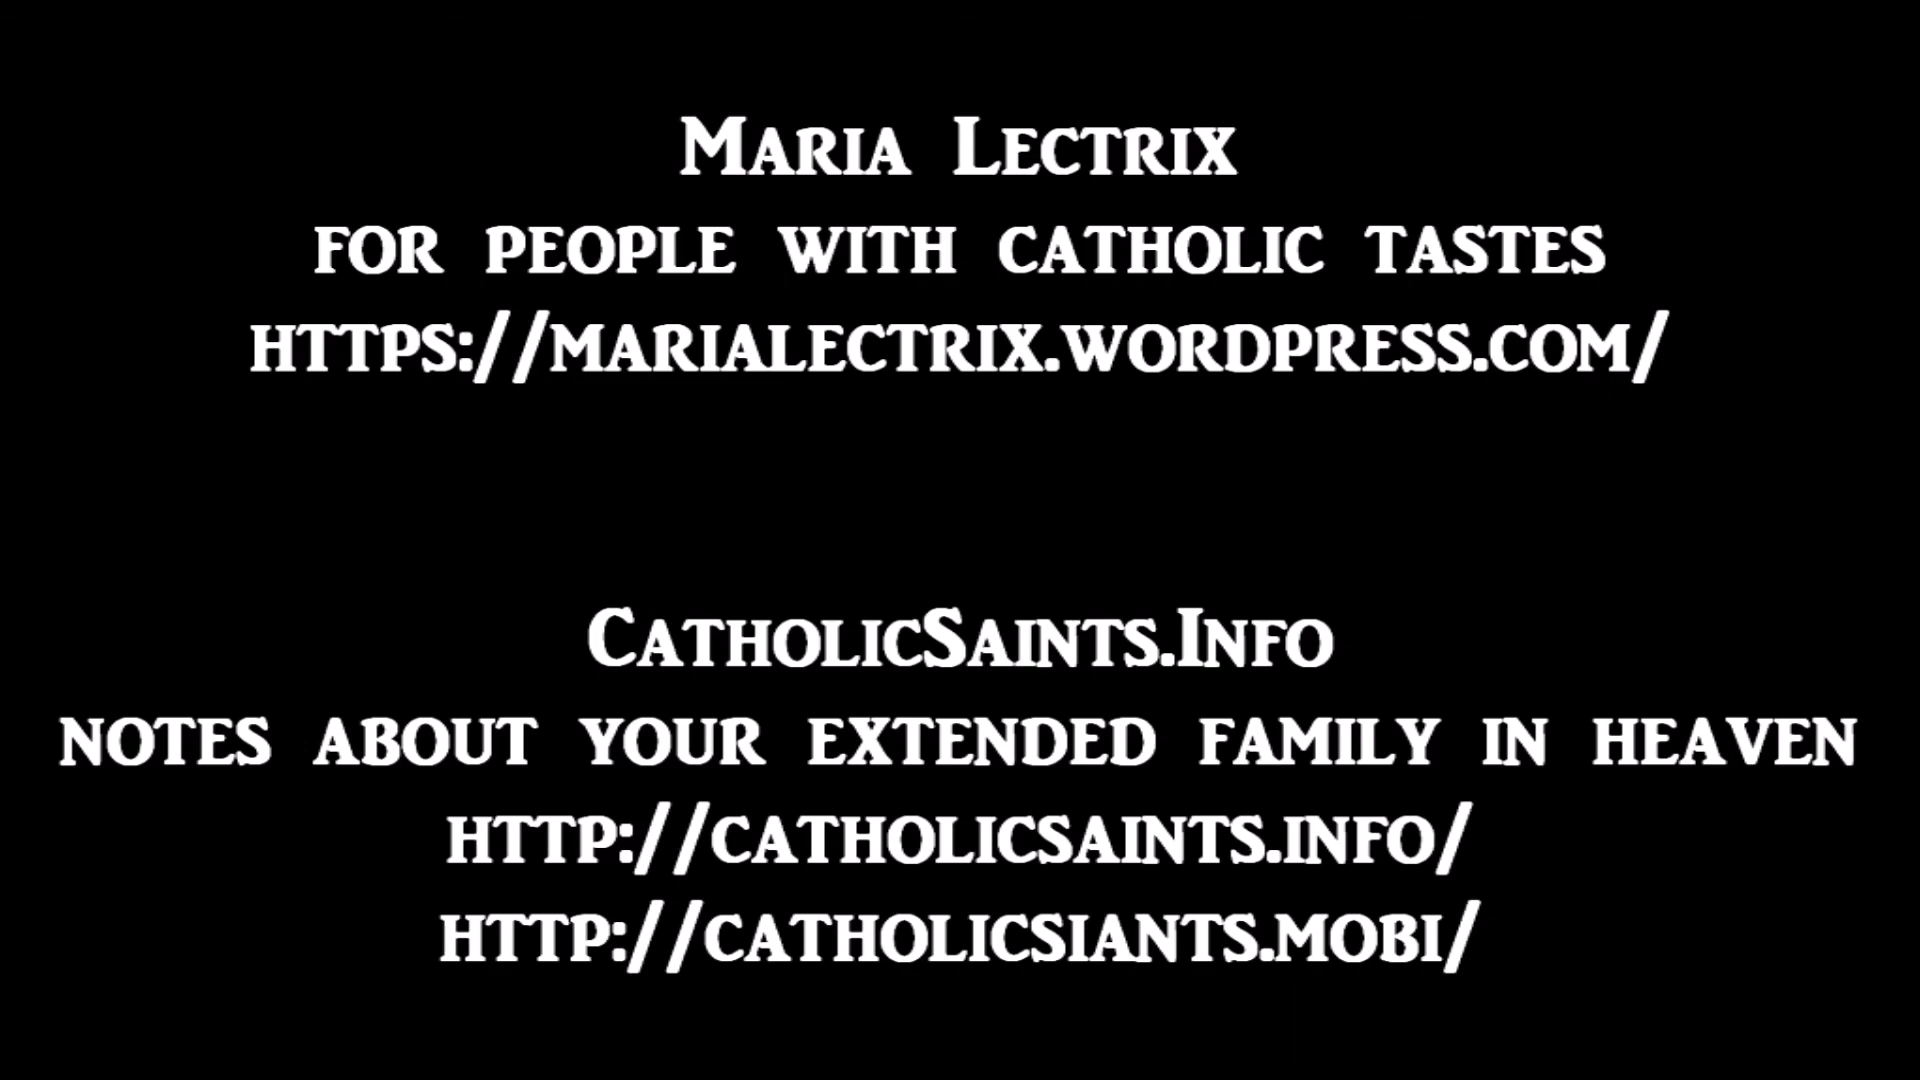 Maria Lectrix
for people with catholic tastes
https://marialectrix.wordpress.com/
CatholicSaints.Info
notes about your extended family in heaven
http://catholicsaints.info/
http://catholicsiants.mobi/